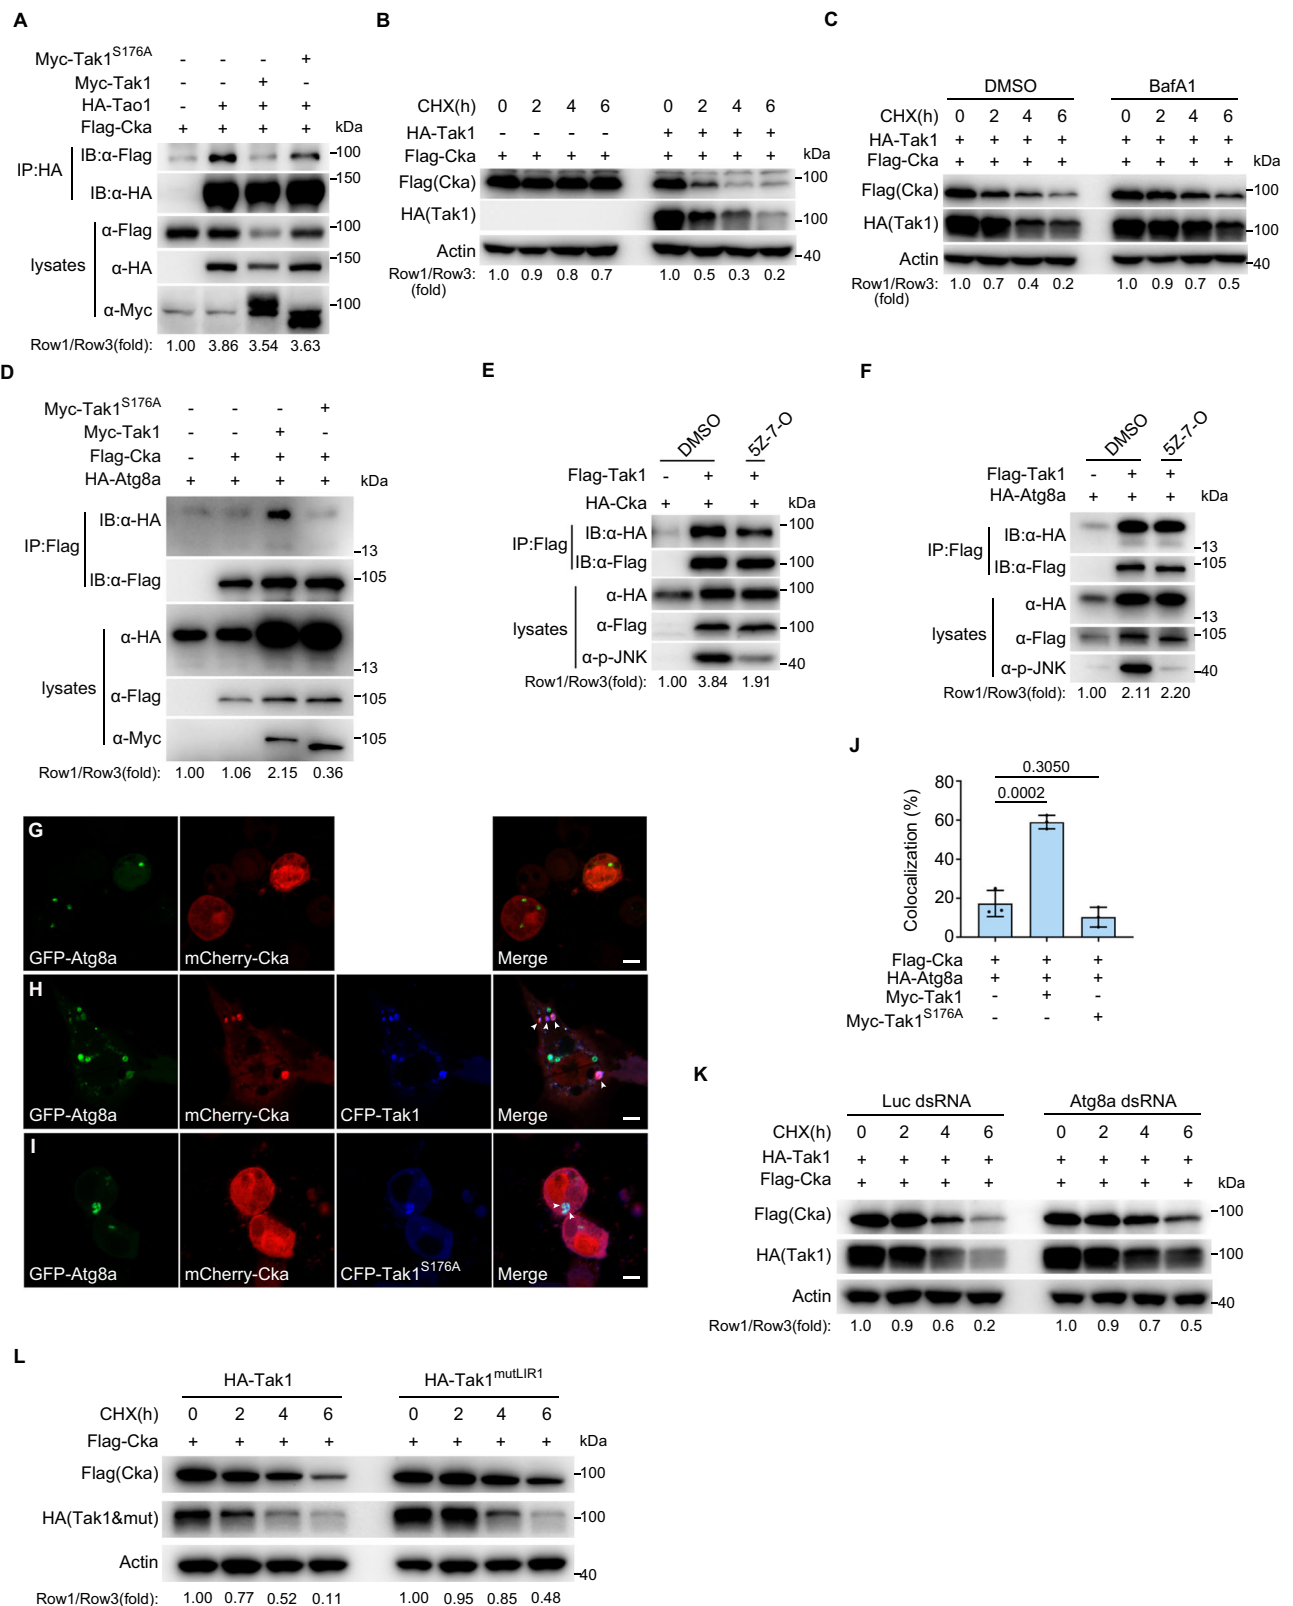 A
Myc-Tak1S176A - - - +
Myc-Tak1 - - + -
HA-Tao1 - + + +
Flag-Cka + + + + kDa
IP:HA
IB:α-Flag 100
150
IB:α-HA
lysates
α-Flag 100
α-HA 150
α-Myc 100
Row1/Row3(fold): 1.00 3.86 3.54 3.63
B
CHX(h) 0 2 4 6 0 2 4 6
HA-Tak1 - - - - + + + +
Flag-Cka + + + + + + + + kDa
Flag(Cka) 100
HA(Tak1) 100
Actin 40
Row1/Row3: 1.0 0.9 0.8 0.7 1.0 0.5 0.3 0.2
(fold)
C
DMSO BafA1
CHX(h) 0 2 4 6 0 2 4 6
HA-Tak1 + + + + + + + +
Flag-Cka + + + + + + + + kDa
Flag(Cka) 100
HA(Tak1) 100
Actin 40
Row1/Row3: 1.0 0.7 0.4 0.2 1.0 0.9 0.7 0.5
(fold)
D
Myc-Tak1S176A - - - +
Myc-Tak1 - - + -
Flag-Cka - + + +
HA-Atg8a + + + + kDa
IP:Flag
IB:α-HA
13
IB:α-Flag 105
lysates
α-HA
13
α-Flag 105
α-Myc 105
Row1/Row3(fold): 1.00 1.06 2.15 0.36
E
DMSO 5Z-7-O
Flag-Tak1 - + +
HA-Cka + + + kDa
IP:Flag
IB:α-HA 100
IB:α-Flag 100
lysates
α-HA 100
α-Flag 100
α-p-JNK 40
Row1/Row3(fold): 1.00 3.84 1.91
F
DMSO 5Z-7-O
Flag-Tak1 - + +
HA-Atg8a + + + kDa
IP:Flag
IB:α-HA
13
IB:α-Flag 105
lysates
α-HA
13
α-Flag 105
α-p-JNK 40
Row1/Row3(fold): 1.00 2.11 2.20
G
GFP-Atg8a mCherry-Cka Merge
H
GFP-Atg8a mCherry-Cka CFP-Tak1 Merge
I
GFP-Atg8a mCherry-Cka CFP-Tak1S176A Merge
J
Colocalization (%)
80
60
40
20
0
0.3050
0.0002
Flag-Cka + + +
HA-Atg8a + + +
Myc-Tak1 - + -
Myc-Tak1S176A - - +
K
Luc dsRNA Atg8a dsRNA
CHX(h) 0 2 4 6 0 2 4 6
HA-Tak1 + + + + + + + +
Flag-Cka + + + + + + + + kDa
Flag(Cka) 100
HA(Tak1) 100
Actin 40
Row1/Row3(fold): 1.0 0.9 0.6 0.2 1.0 0.9 0.7 0.5
L
HA-Tak1 HA-Tak1mutLIR1
CHX(h) 0 2 4 6 0 2 4 6
Flag-Cka + + + + + + + + kDa
Flag(Cka) 100
HA(Tak1&mut) 100
Actin
40
Row1/Row3(fold): 1.00 0.77 0.52 0.11 1.00 0.95 0.85 0.48